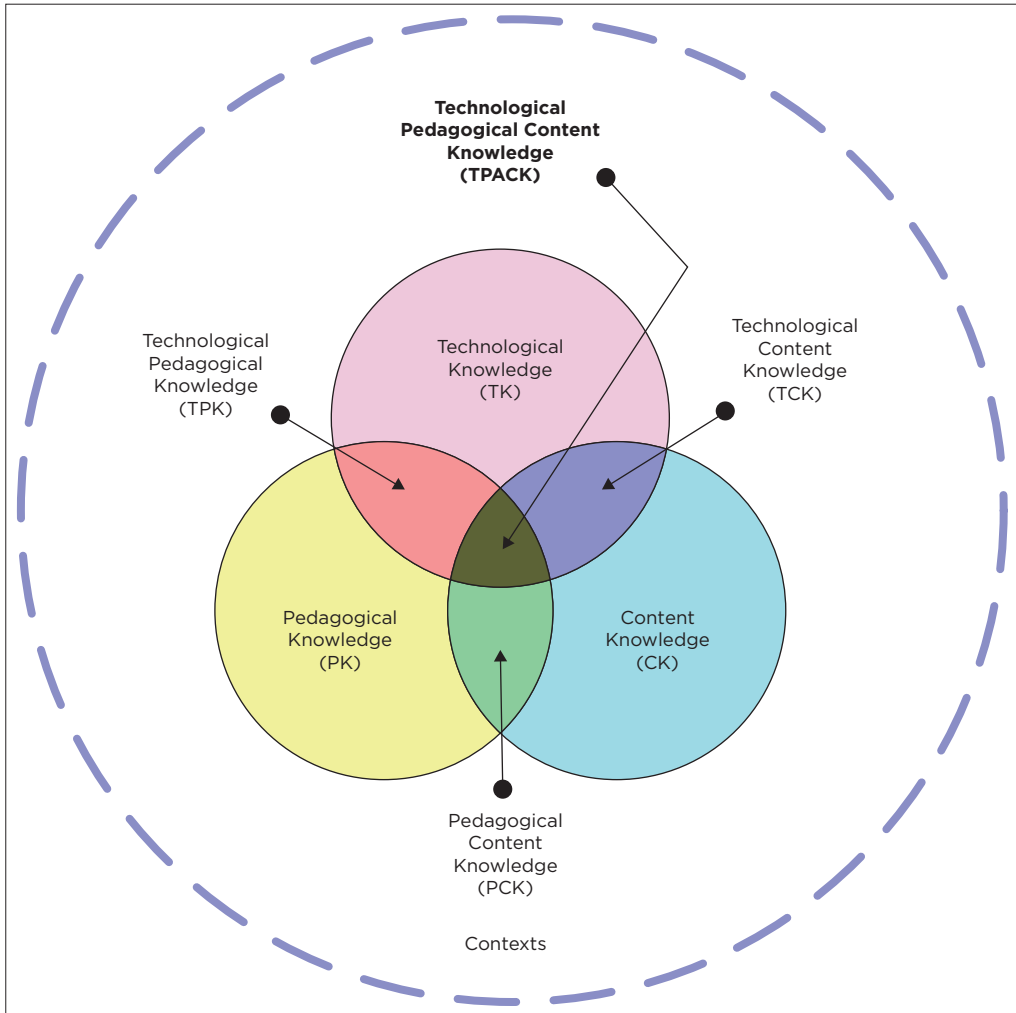 Technological
Pedagogical Content
Knowledge
(TPACK)
Technological
Pedagogical
Knowledge
(TPK)
Technological
Knowledge
(TK)
Technological
Content
Knowledge
(TCK)
Pedagogical
Knowledge
(PK)
Content
Knowledge
(CK)
Pedagogical
Content
Knowledge
(PCK)
Contexts